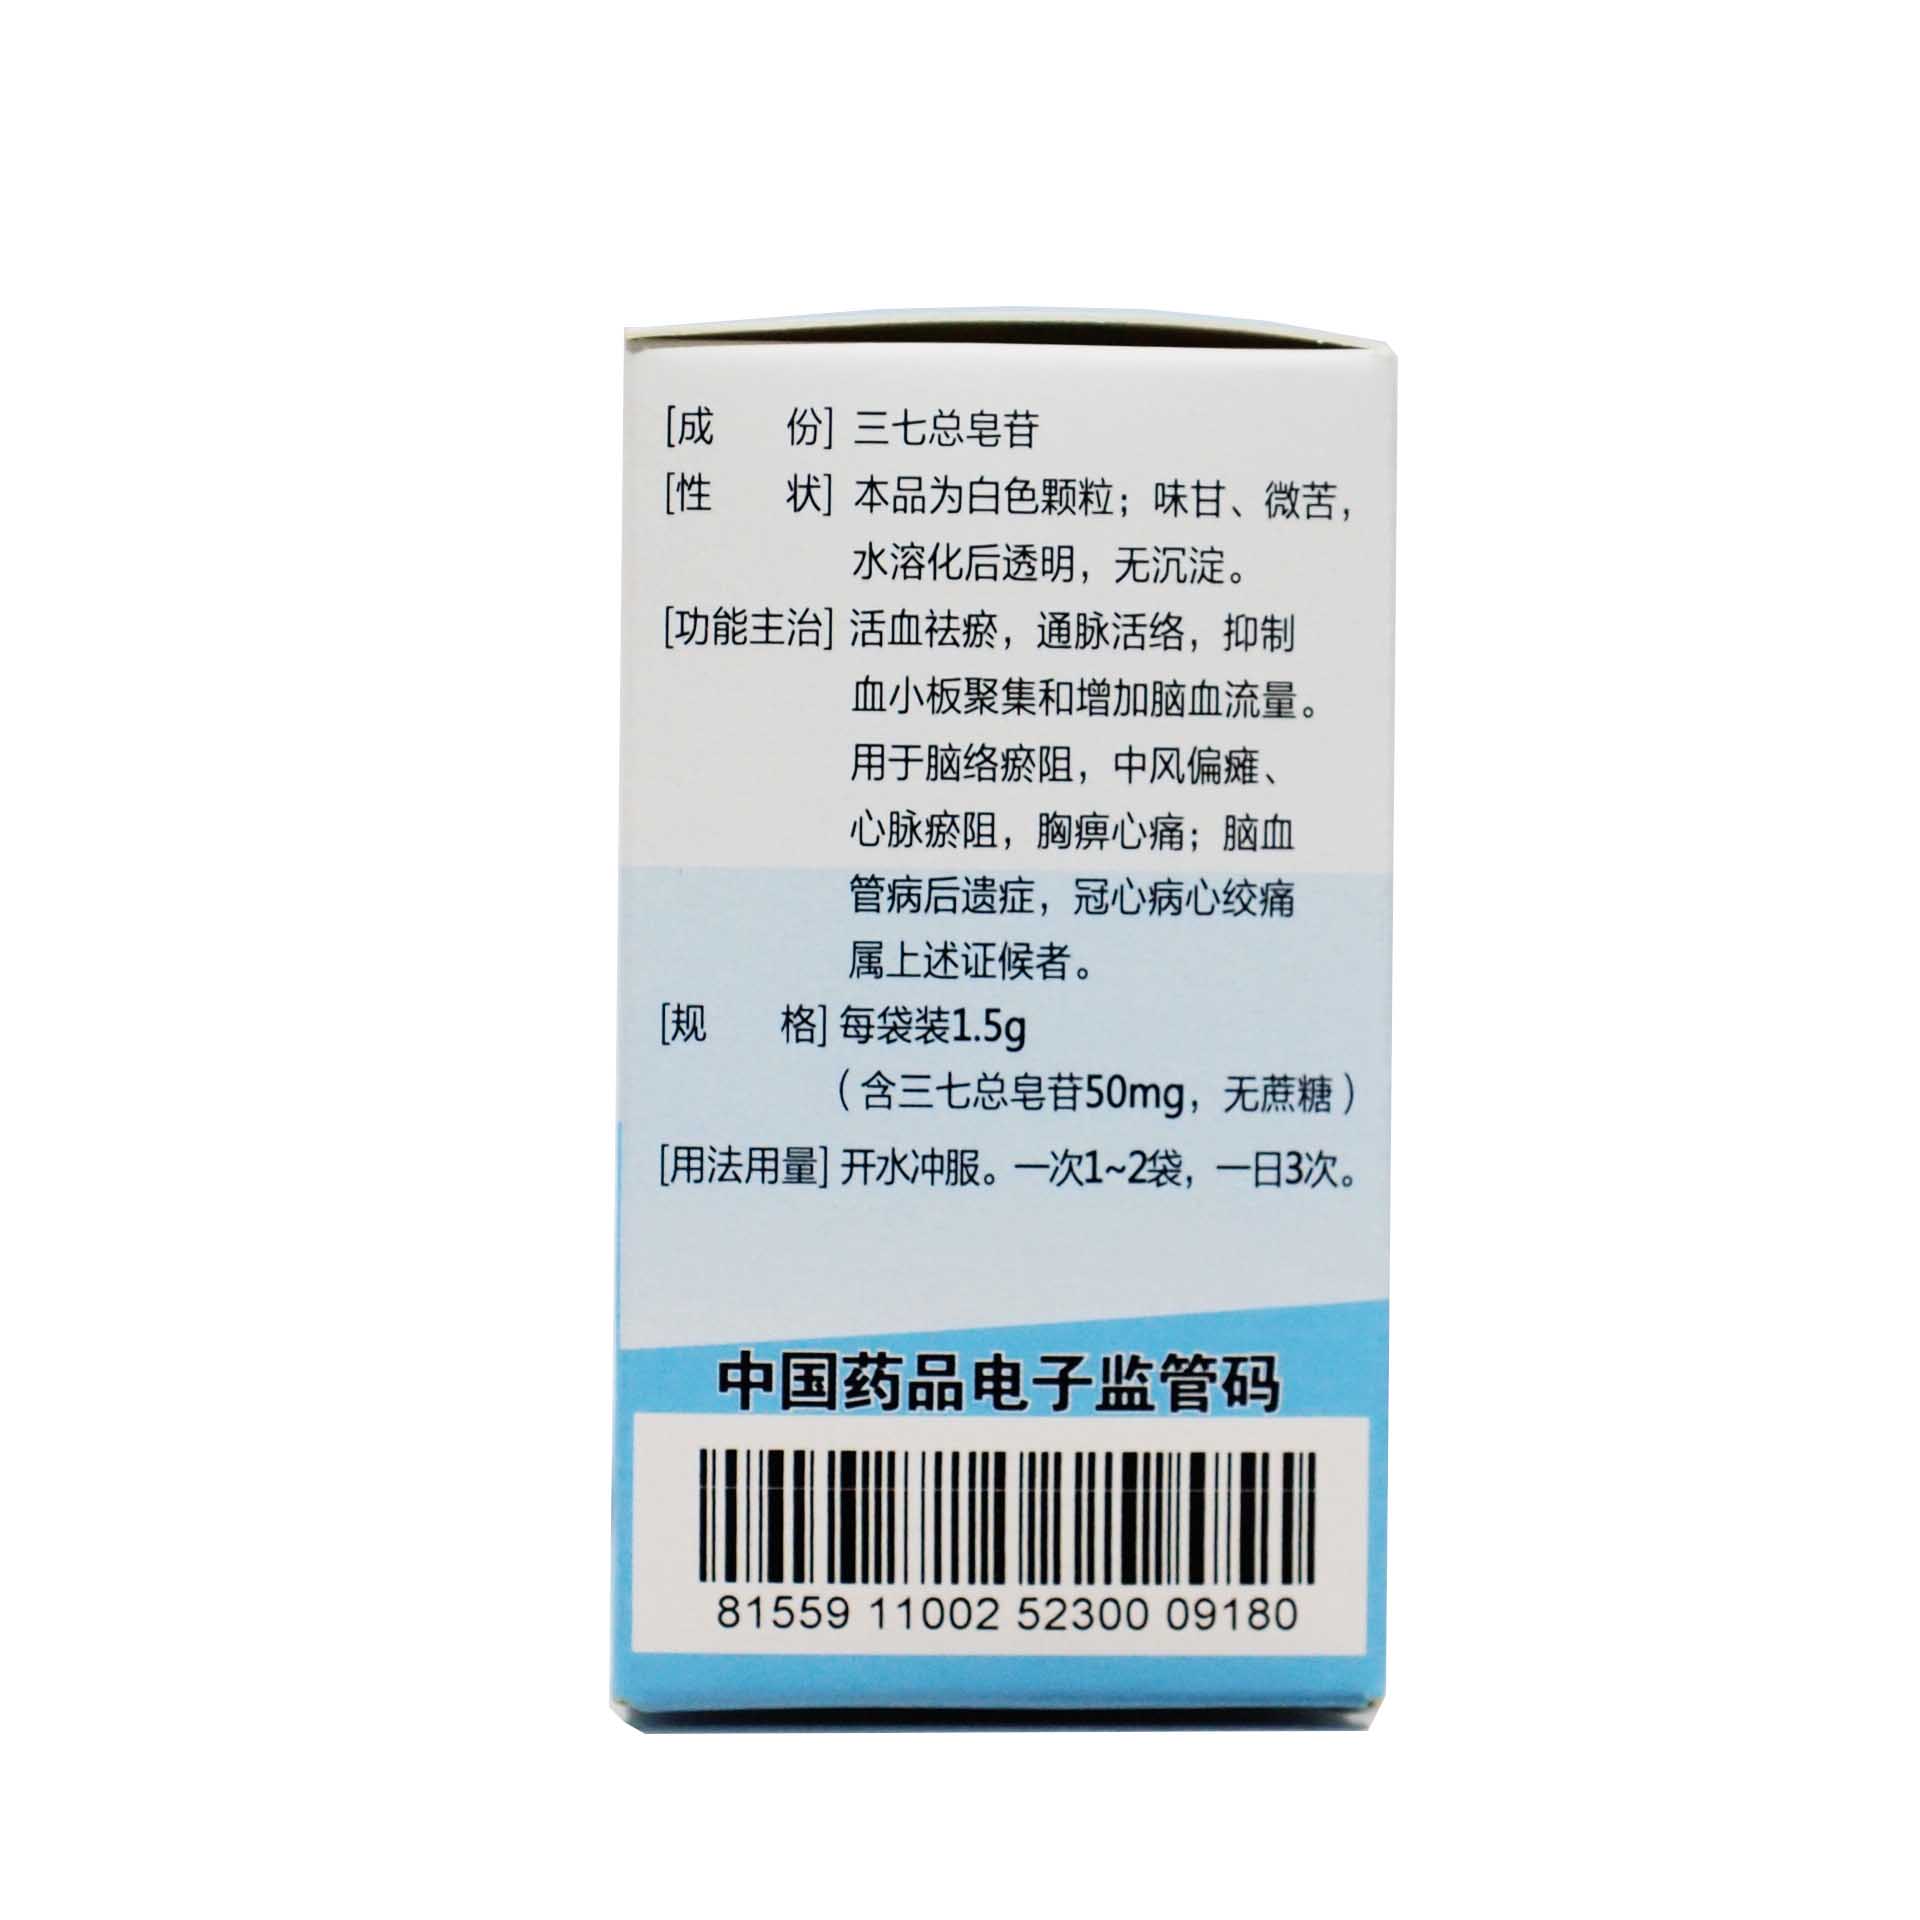 [成 份] 三七总皂苷
[性 状] 本品为白色颗粒；味甘、微苦，
水溶化后透明，无沉淀。
[功能主治] 活血祛瘀，通脉活络，抑制
血小板聚集和增加脑血流量。
用于脑络瘀阻，中风偏瘫、
心脉瘀阻，胸痹心痛；脑血
管病后遗症，冠心病心绞痛
属上述证候者。
[规 格] 每袋装1.5g
（含三七总皂苷50mg，无蔗糖）
[用法用量] 开水冲服。一次1~2袋，一日3次。
中国药品电子监管码
81559 11002 52300 09180